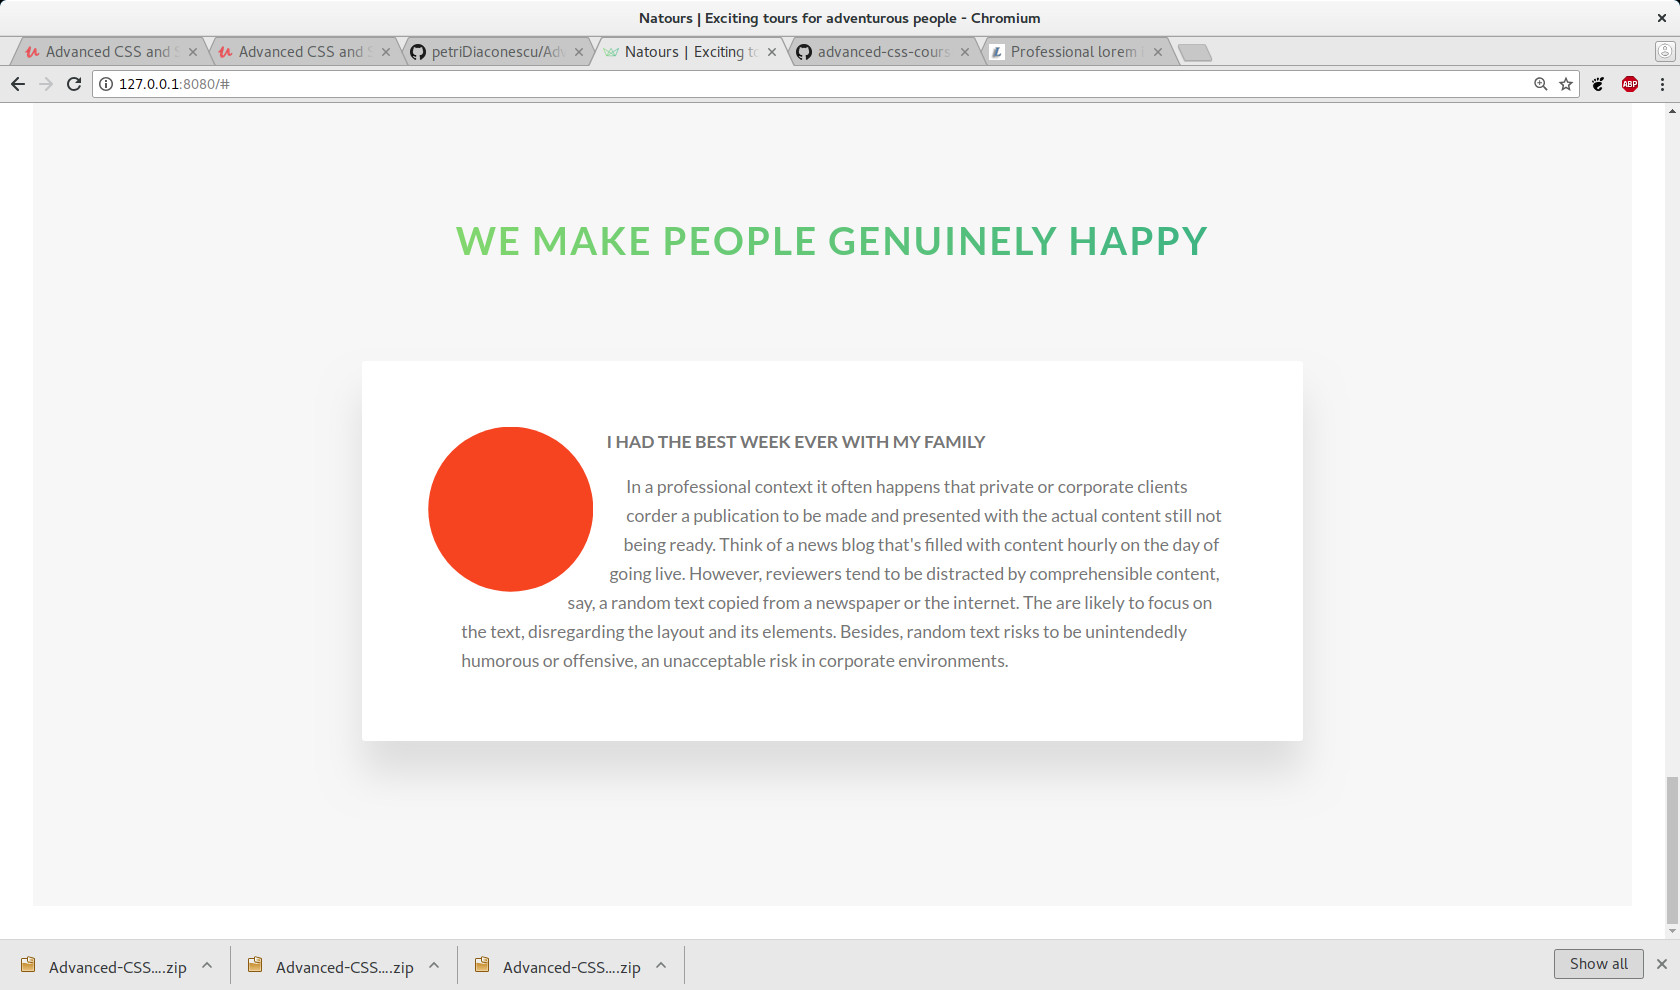 Natours | Exciting tours for adventurous people - Chromium
Advanced CSS and S
Advanced CSS and S
petriDiaconescu/Adv
Natours | Exciting to
advanced-css-cours
Professional lorem
127.0.0.1:8080/#
ABP
WE MAKE PEOPLE GENUINELY HAPPY
I HAD THE BEST WEEK EVER WITH MY FAMILY
In a professional context it often happens that private or corporate clients
corder a publication to be made and presented with the actual content still not
being ready. Think of a news blog that's filled with content hourly on the day of
going live. However, reviewers tend to be distracted by comprehensible content,
say, a random text copied from a newspaper or the internet. The are likely to focus on
the text, disregarding the layout and its elements. Besides, random text risks to be unintendedly
humorous or offensive, an unacceptable risk in corporate environments.
Advanced-CSS....zip
Advanced-CSS....zip
Advanced-CSS....zip
Show all